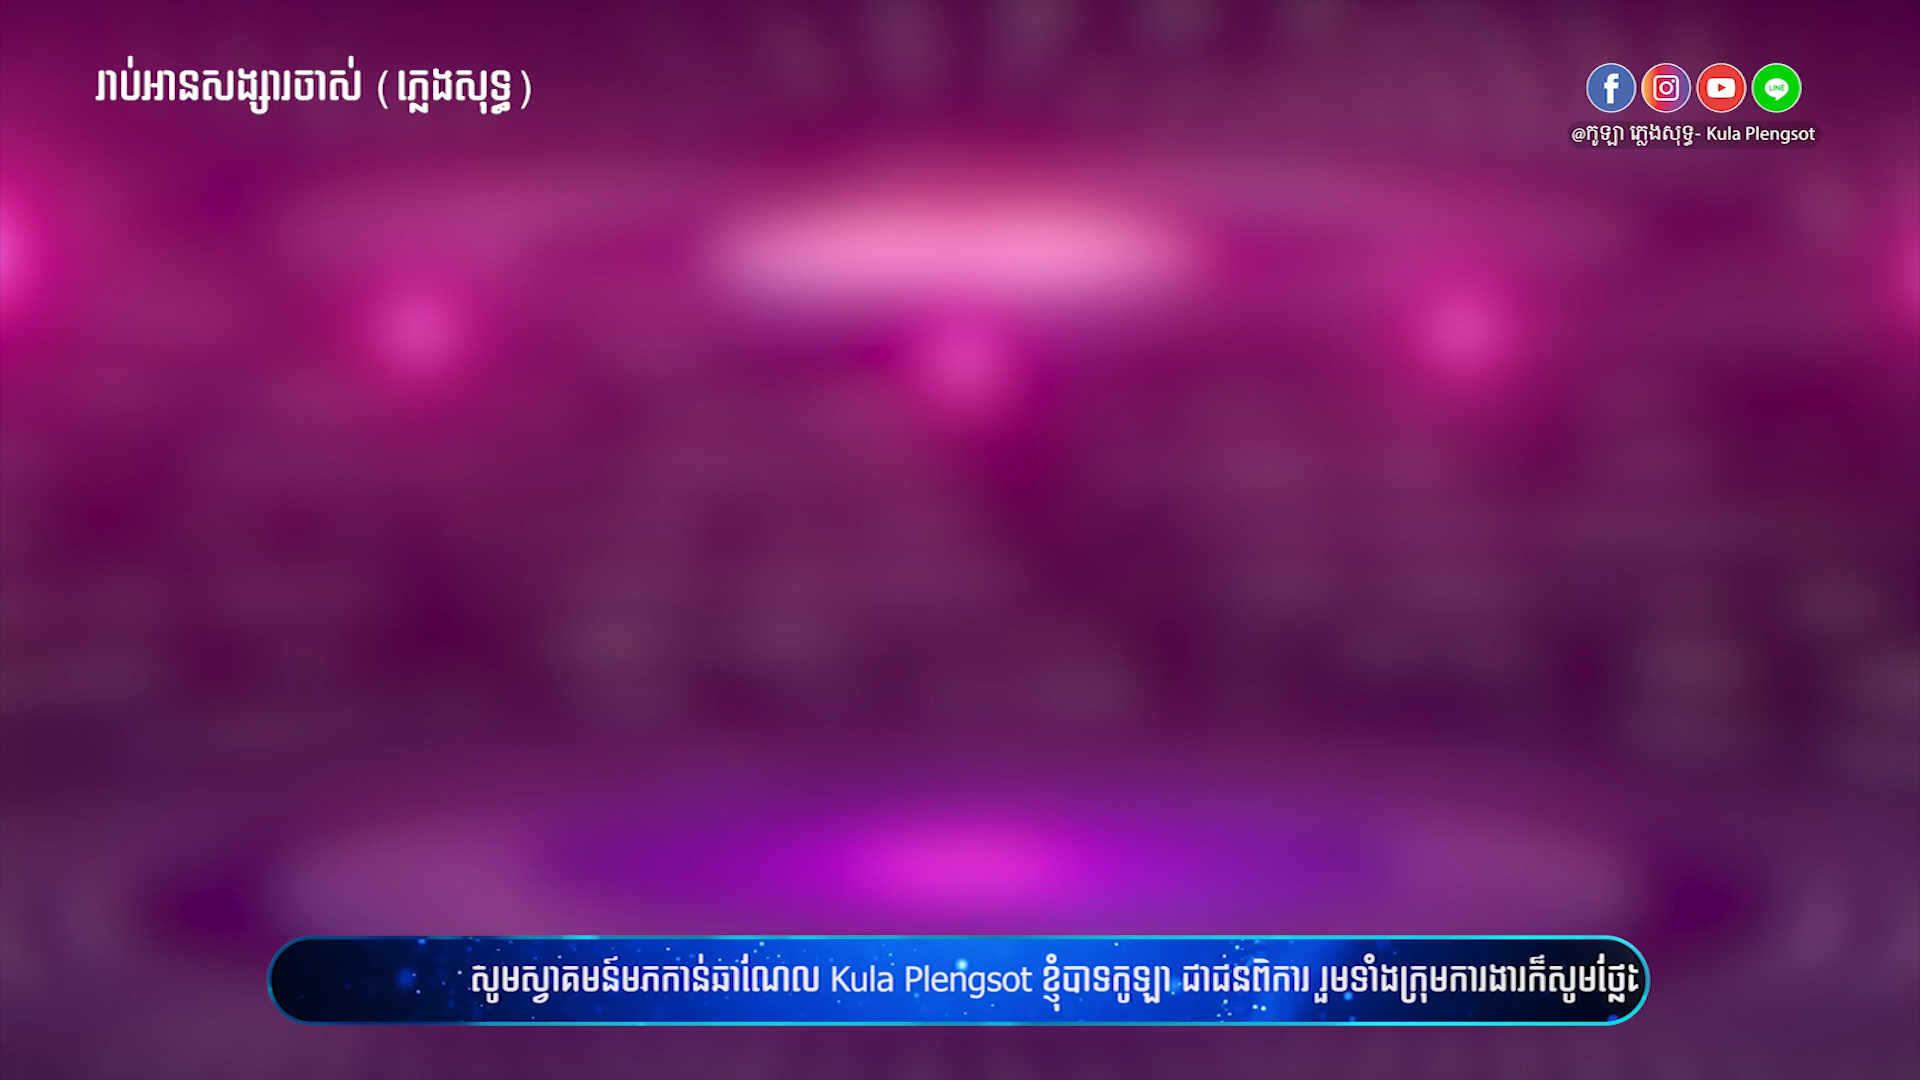 រាប់អានសង្សារចាស់ (ភ្លេងសុទ្ធ)
LINE
@កូឡា ភ្លេងសុទ្ធ- Kula Plengsot
សូមស្វាគមន៍មកកាន់ឆាណែល Kula Plengsot ខ្ញុំបាទកូឡា ជាជនពិការ រួមទាំងក្រុមការងារក៏សូមថ្លែង